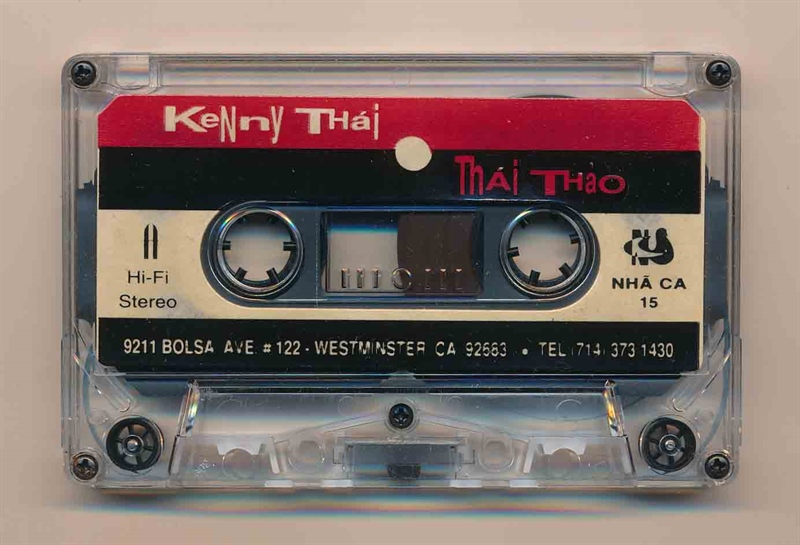 KeNNy THái
THÁi THẢO
A
Hi-Fi
Stereo
NHÃ CA
15
9211 BOLSA AVE. # 122 - WESTMINSTER CA 92683 • TEL (714) 373 1430